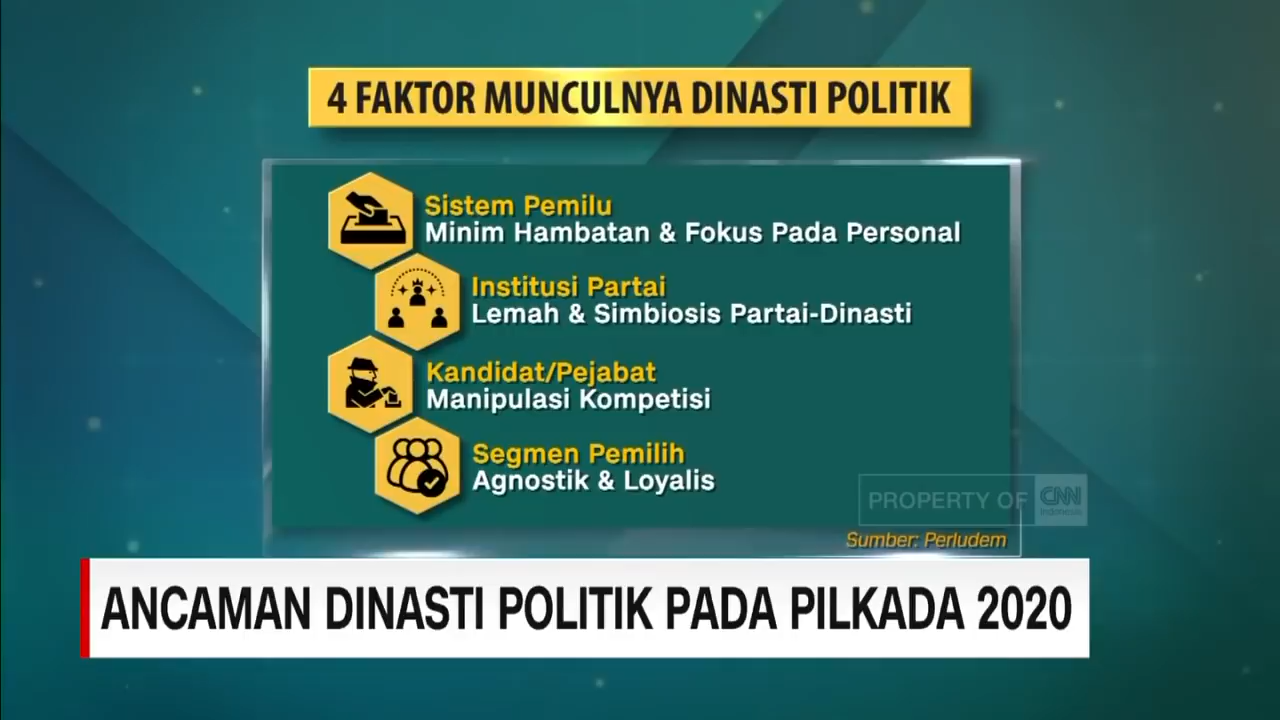 4 FAKTOR MUNCULNYA DINASTI POLITIK
Sistem Pemilu
Minim Hambatan & Fokus Pada Personal
Institusi Partai
Lemah & Simbiosis Partai-Dinasti
Kandidat/Pejabat
Manipulasi Kompetisi
Segmen Pemilih
Agnostik & Loyalis
PROPERTY OF CNN Indonesia
Sumber: Perludem
ANCAMAN DINASTI POLITIK PADA PILKADA 2020